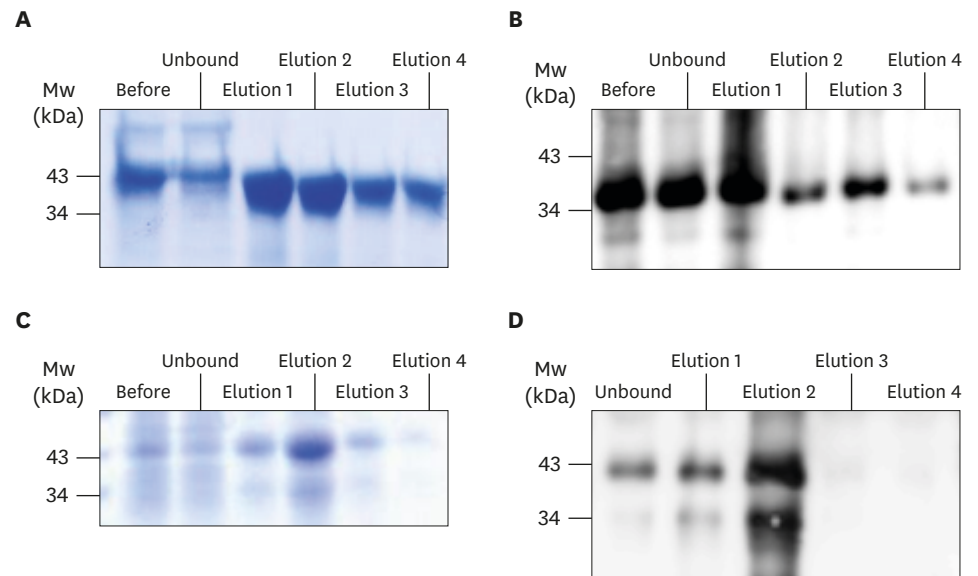 A
Unbound Elution 2 Elution 4
Mw
(kDa)
Before Elution 1 Elution 3
43
34
B
Unbound Elution 2 Elution 4
Mw
(kDa)
Before Elution 1 Elution 3
43
34
C
Unbound Elution 2 Elution 4
Mw
(kDa)
Before Elution 1 Elution 3
43
34
D
Elution 1 Elution 3
Mw
(kDa)
Unbound Elution 2 Elution 4
43
34